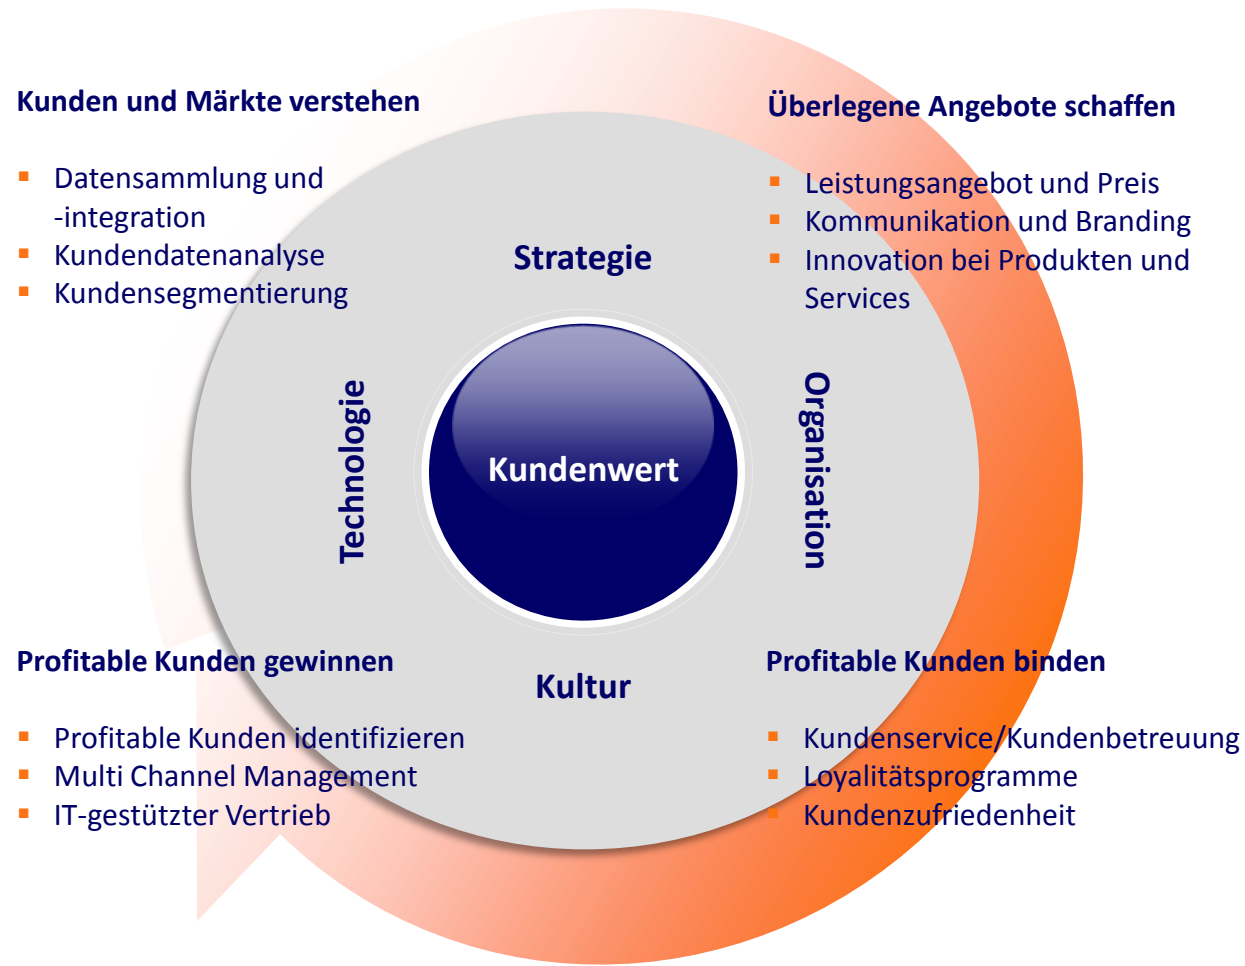 Kunden und Märkte verstehen
Datensammlung und
-integration
Kundendatenanalyse
Kundensegmentierung
Überlegene Angebote schaffen
Leistungsangebot und Preis
Kommunikation und Branding
Innovation bei Produkten und
Services
Strategie
Technologie
Kundenwert
Organisation
Kultur
Profitable Kunden gewinnen
Profitable Kunden identifizieren
Multi Channel Management
IT-gestützter Vertrieb
Profitable Kunden binden
Kundenservice/Kundenbetreuung
Loyalitätsprogramme
Kundenzufriedenheit